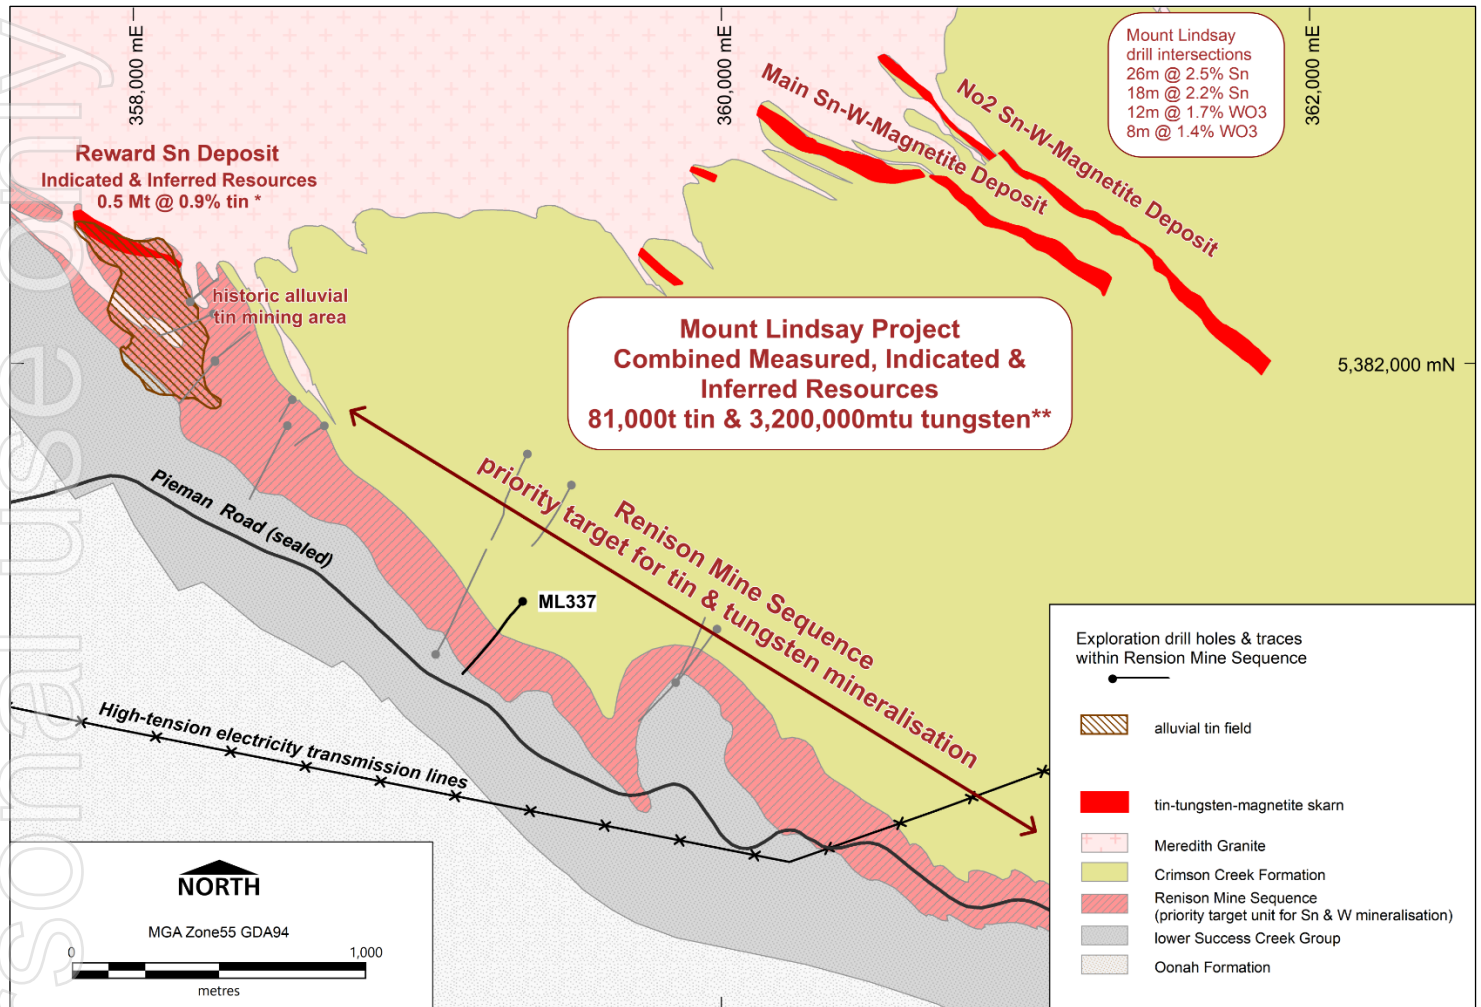 358,000 mE
360,000 mE
362,000 mE
Mount Lindsay
drill intersections
26m @ 2.5% Sn
18m @ 2.2% Sn
12m @ 1.7% WO3
8m @ 1.4% WO3
Main Sn-W-Magnetite Deposit
No2 Sn-W-Magnetite Deposit
Reward Sn Deposit
Indicated & Inferred Resources
0.5 Mt @ 0.9% tin *
historic alluvial
tin mining area
Mount Lindsay Project
Combined Measured, Indicated &
Inferred Resources
81,000t tin & 3,200,000mtu tungsten**
5,382,000 mN
Pieman Road (sealed)
Renison Mine Sequence
priority target for tin & tungsten mineralisation
ML337
High-tension electricity transmission lines
Exploration drill holes & traces
within Rension Mine Sequence
alluvial tin field
tin-tungsten-magnetite skarn
Meredith Granite
Crimson Creek Formation
Renison Mine Sequence
(priority target unit for Sn & W mineralisation)
lower Success Creek Group
Oonah Formation
NORTH
MGA Zone55 GDA94
0 1,000
metres
sonal use only